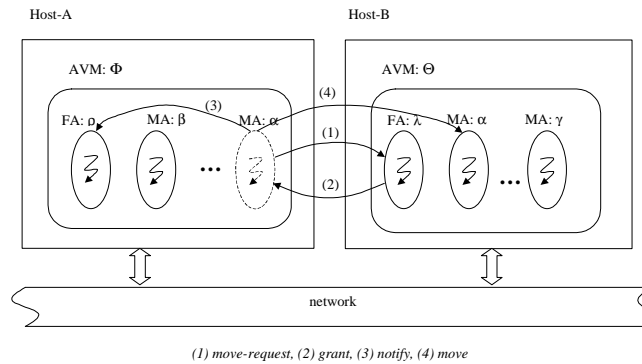 Host-A
Host-B
AVM: Φ
AVM: Θ
(4)
(3)
FA: ρ
MA: β
MA: α
FA: λ
MA: α
MA: γ
(1)
...
...
(2)
network
(1) move-request, (2) grant, (3) notify, (4) move